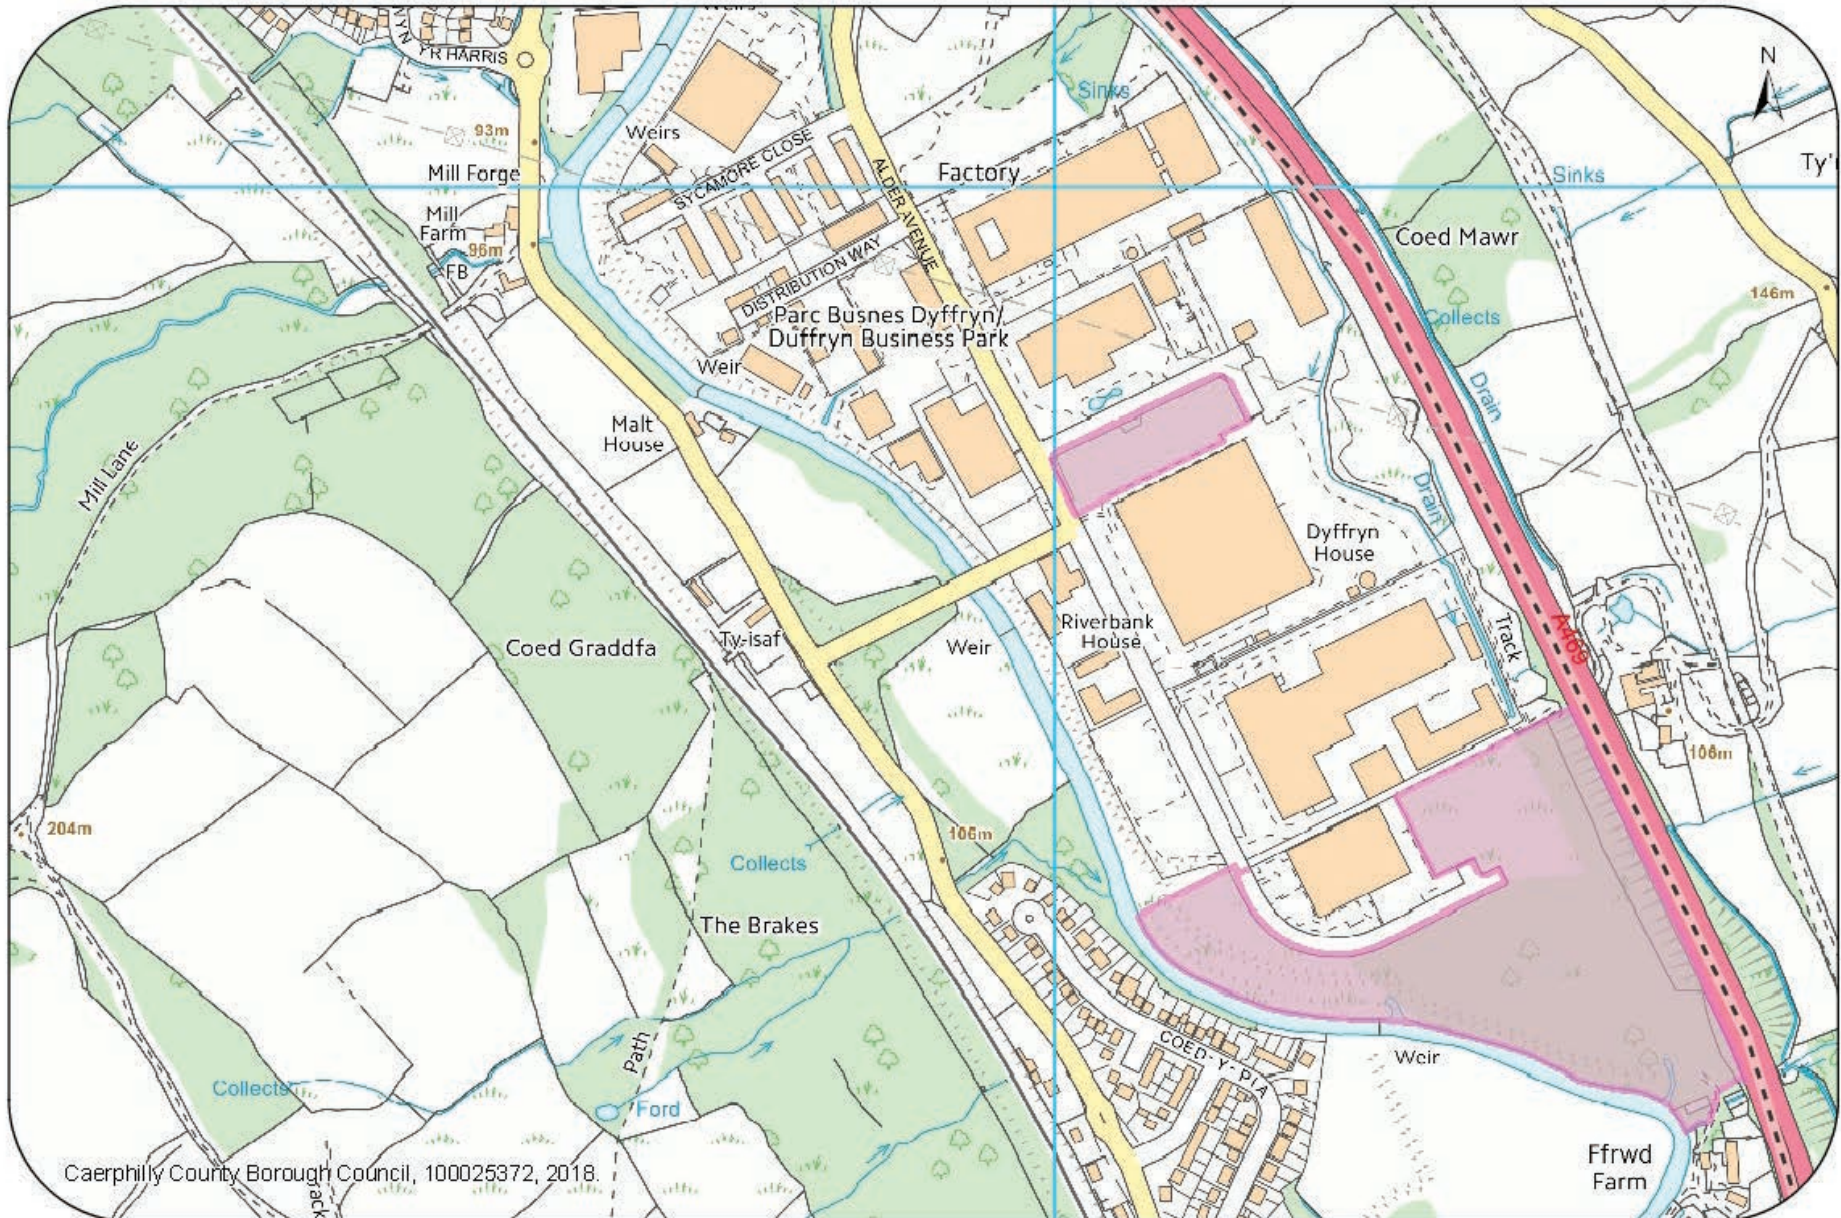 Weirs
YR HARRIS
N
Sinks
93m
Weirs
SYCAMORE CLOSE
ALDER AVENUE
Mill Forge
Factory
Sinks
Ty'
Mill
Farm
96m
FB
Coed Mawr
DISTRIBUTION WAY
Parc Busnes Dyffryn/
Duffryn Business Park
146m
Collects
Weir
Drain
Malt
House
Mill Lane
Drain
Dyffryn
House
Riverbank
House
Track
A469
Coed Graddfa
Ty-isaf
Weir
106m
204m
106m
Collects
The Brakes
Path
COED-Y-PIA
Weir
Collects
Ford
Ffrwd
Farm
Caerphilly County Borough Council, 100025372, 2018.